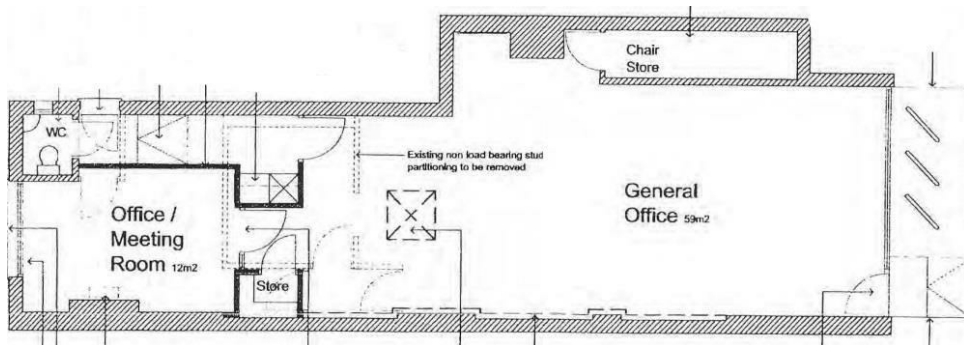 Chair
Store
WC
Existing non load bearing stud
partitioning to be removed
General
Office 59m2
Office /
Meeting
Room 12m2
Store